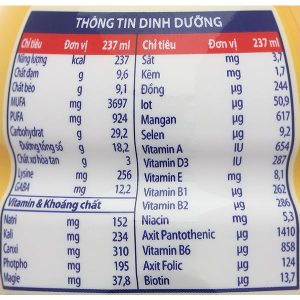 THÔNG TIN DINH DƯỠNG
Chỉ tiêu Đơn vị 237 ml
Năng lượng kcal 237
Chất đạm g 9,6
Chất béo g 9,1
MUFA mg 3697
PUFA mg 924
Carbohydrat g 29,2
Đường tổng số g 18,2
Chất xơ hòa tan g 3
Lysine mg 256
GABA mg 12,2
Vitamin & Khoáng chất
Natri mg 152
Kali mg 234
Canxi mg 310
Photpho mg 195
Magie mg 37,8
Chỉ tiêu Đơn vị 237 ml
Sắt mg 3,7
Kẽm mg 1,7
Đồng µg 244
Iot µg 50,9
Mangan µg 617
Selen µg 9,2
Vitamin A IU 654
Vitamin D3 IU 287
Vitamin E mg 8,1
Vitamin B1 µg 262
Vitamin B2 µg 286
Niacin mg 5,3
Axit Pantothenic µg 1410
Vitamin B6 µg 858
Axit Folic µg 124
Biotin µg 13,7